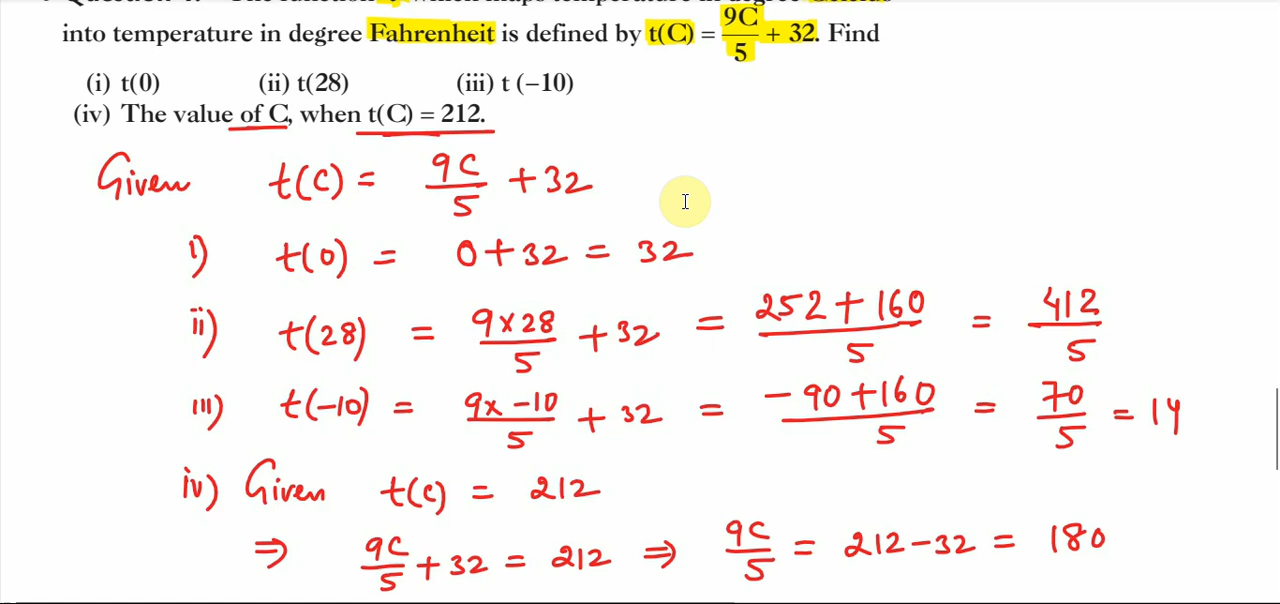 into temperature in degree Fahrenheit is defined by t(C) = 9C/5 + 32. Find
(i) t(0) (ii) t(28) (iii) t (−10)
(iv) The value of C, when t(C) = 212.
Given t(C) = 9C/5 + 32
i) t(0) = 0+32 = 32
ii) t(28) = 9×28/5 + 32 = 252+160/5 = 412/5
iii) t(-10) = 9x -10/5 + 32 = -90+160/5 = 70/5 = 14
iv) Given t(c) = 212
⇒ 9C/5 + 32 = 212 ⇒ 9C/5 = 212-32 = 180